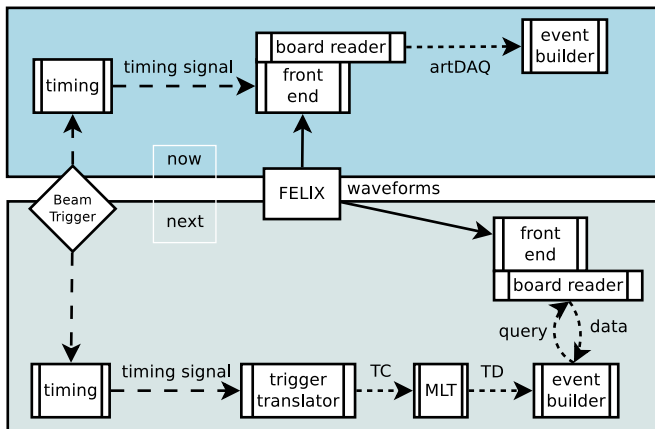 board reader
event
builder
timing signal
artDAQ
timing
front
end
now
Beam
Trigger
FELIX
waveforms
next
front
end
board reader
query
data
timing signal
TC
TD
timing
trigger
translator
MLT
event
builder